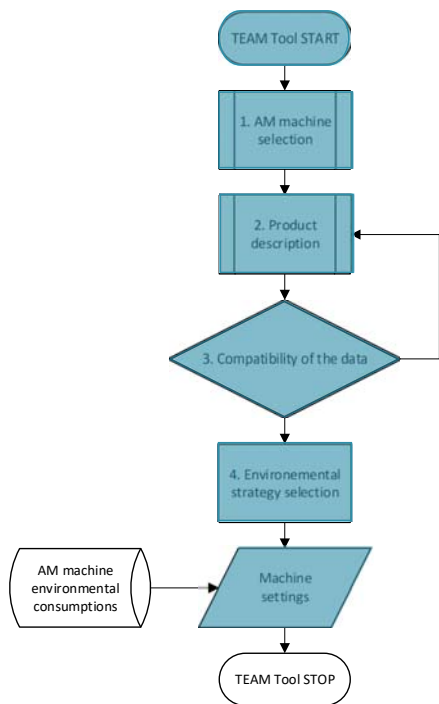 TEAM Tool START
1. AM machine
selection
2. Product
description
3. Compatibility of the data
4. Environemental
strategy selection
AM machine
environmental
consumptions
Machine
settings
TEAM Tool STOP